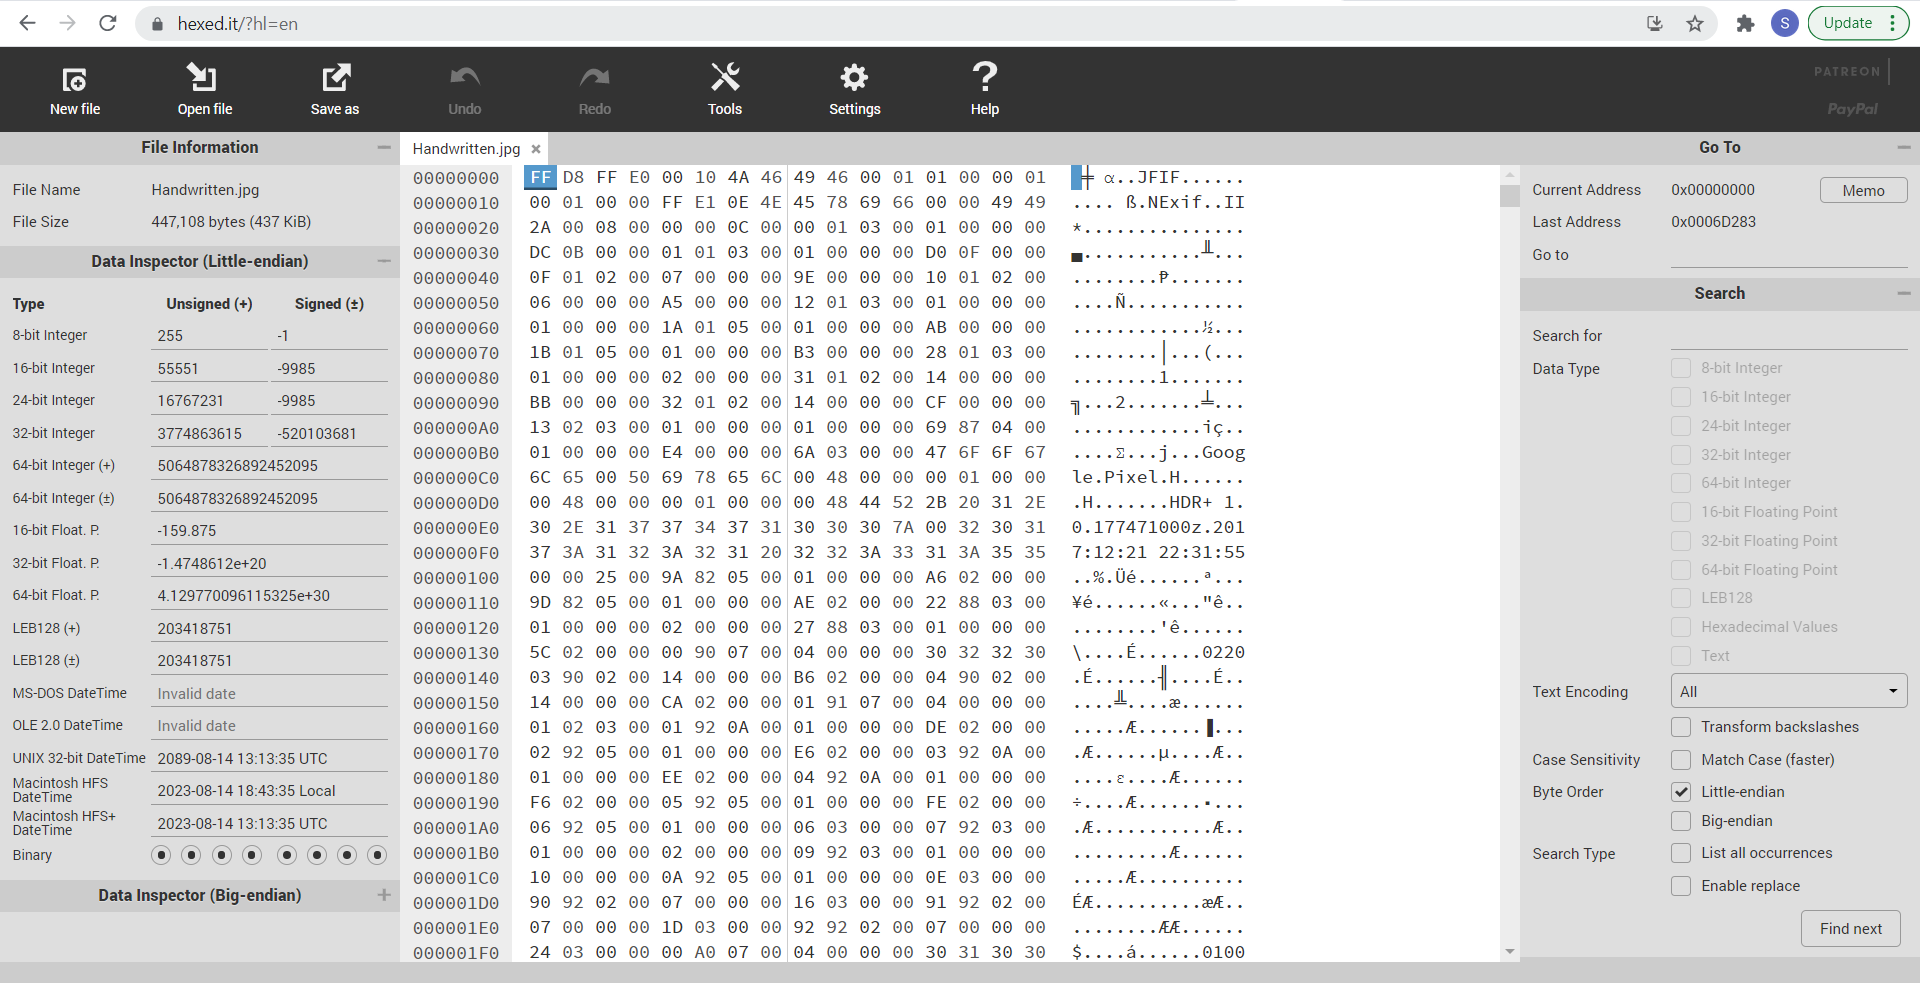 hexed.it/?hl=en
S
Update
New file
Open file
Save as
Undo
Redo
Tools
Settings
Help
PATREON
PayPal
File Information
File Name Handwritten.jpg
File Size 447,108 bytes (437 KiB)
Data Inspector (Little-endian)
Type Unsigned (+) Signed (±)
8-bit Integer 255 -1
16-bit Integer 55551 -9985
24-bit Integer 16767231 -9985
32-bit Integer 3774863615 -520103681
64-bit Integer (+) 5064878326892452095
64-bit Integer (±) 5064878326892452095
16-bit Float. P. -159.875
32-bit Float. P. -1.4748612e+20
64-bit Float. P. 4.129770096115325e+30
LEB128 (+) 203418751
LEB128 (±) 203418751
MS-DOS DateTime Invalid date
OLE 2.0 DateTime Invalid date
UNIX 32-bit DateTime 2089-08-14 13:13:35 UTC
Macintosh HFS DateTime 2023-08-14 18:43:35 Local
Macintosh HFS+ DateTime 2023-08-14 13:13:35 UTC
Binary
Data Inspector (Big-endian)
Handwritten.jpg
00000000 FF D8 FF E0 00 10 4A 46 49 46 00 01 01 00 00 01 ╪ α..JFIF......
00000010 00 01 00 00 FF E1 0E 4E 45 78 69 66 00 00 49 49 .... ß.NExif..II
00000020 2A 00 08 00 00 00 0C 00 00 01 03 00 01 00 00 00 *...............
00000030 DC 0B 00 00 01 01 03 00 01 00 00 00 D0 0F 00 00 ▄...........╨...
00000040 0F 01 02 00 07 00 00 00 9E 00 00 00 10 01 02 00 ........₧.......
00000050 06 00 00 00 A5 00 00 00 12 01 03 00 01 00 00 00 ....Ñ...........
00000060 01 00 00 00 1A 01 05 00 01 00 00 00 AB 00 00 00 ............½...
00000070 1B 01 05 00 01 00 00 00 B3 00 00 00 28 01 03 00 ........│...(...
00000080 01 00 00 00 02 00 00 00 31 01 02 00 14 00 00 00 ........1.......
00000090 BB 00 00 00 32 01 02 00 14 00 00 00 CF 00 00 00 ╗...2.......╧...
000000A0 13 02 03 00 01 00 00 00 01 00 00 00 69 87 04 00 ............iç..
000000B0 01 00 00 00 E4 00 00 00 6A 03 00 00 47 6F 6F 67 ....Σ...j...Goog
000000C0 6C 65 00 50 69 78 65 6C 00 48 00 00 00 01 00 00 le.Pixel.H......
000000D0 00 48 00 00 00 01 00 00 00 48 44 52 2B 20 31 2E .H.......HDR+ 1.
000000E0 30 2E 31 37 37 34 37 31 30 30 30 7A 00 32 30 31 0.177471000z.201
000000F0 37 3A 31 32 3A 32 31 20 32 32 3A 33 31 3A 35 35 7:12:21 22:31:55
00000100 00 00 25 00 9A 82 05 00 01 00 00 00 A6 02 00 00 ..%.Üé......ª...
00000110 9D 82 05 00 01 00 00 00 AE 02 00 00 22 88 03 00 ¥é......«..."ê..
00000120 01 00 00 00 02 00 00 00 27 88 03 00 01 00 00 00 ........'ê......
00000130 5C 02 00 00 00 90 07 00 04 00 00 00 30 32 32 30 \....É......0220
00000140 03 90 02 00 14 00 00 00 B6 02 00 00 04 90 02 00 .É......╢....É..
00000150 14 00 00 00 CA 02 00 00 01 91 07 00 04 00 00 00 ....╩....æ......
00000160 01 02 03 00 01 92 0A 00 01 00 00 00 DE 02 00 00 .....Æ......▐...
00000170 02 92 05 00 01 00 00 00 E6 02 00 00 03 92 0A 00 .Æ......µ....Æ..
00000180 01 00 00 00 EE 02 00 00 04 92 0A 00 01 00 00 00 ....ε....Æ......
00000190 F6 02 00 00 05 92 05 00 01 00 00 00 FE 02 00 00 ÷....Æ......▪...
000001A0 06 92 05 00 01 00 00 00 06 03 00 00 07 92 03 00 .Æ...........Æ..
000001B0 01 00 00 00 02 00 00 00 09 92 03 00 01 00 00 00 .........Æ......
000001C0 10 00 00 00 0A 92 05 00 01 00 00 00 0E 03 00 00 .....Æ..........
000001D0 90 92 02 00 07 00 00 00 16 03 00 00 91 92 02 00 ÉÆ..........æÆ..
000001E0 07 00 00 00 1D 03 00 00 92 92 02 00 07 00 00 00 ........ÆÆ......
000001F0 24 03 00 00 00 A0 07 00 04 00 00 00 30 31 30 30 $....á......0100
Go To
Current Address 0x00000000 Memo
Last Address 0x0006D283
Go to
Search
Search for
Data Type 8-bit Integer
16-bit Integer
24-bit Integer
32-bit Integer
64-bit Integer
16-bit Floating Point
32-bit Floating Point
64-bit Floating Point
LEB128
Hexadecimal Values
Text
Text Encoding All
Transform backslashes
Case Sensitivity Match Case (faster)
Byte Order Little-endian
Big-endian
Search Type List all occurrences
Enable replace
Find next